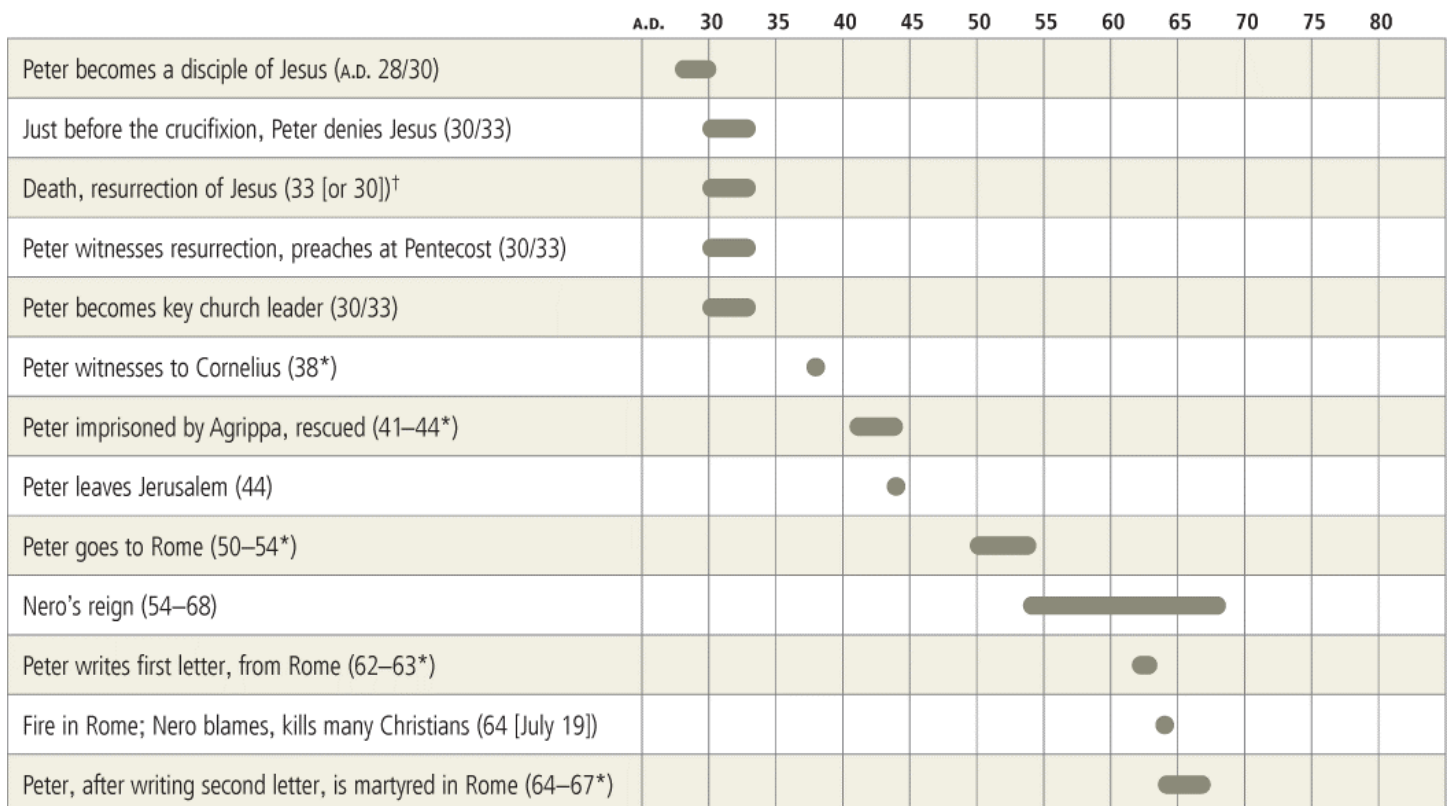 A.D. 30 35 40 45 50 55 60 65 70 75 80
Peter becomes a disciple of Jesus (A.D. 28/30)
Just before the crucifixion, Peter denies Jesus (30/33)
Death, resurrection of Jesus (33 [or 30])†
Peter witnesses resurrection, preaches at Pentecost (30/33)
Peter becomes key church leader (30/33)
Peter witnesses to Cornelius (38*)
Peter imprisoned by Agrippa, rescued (41–44*)
Peter leaves Jerusalem (44)
Peter goes to Rome (50–54*)
Nero’s reign (54–68)
Peter writes first letter, from Rome (62–63*)
Fire in Rome; Nero blames, kills many Christians (64 [July 19])
Peter, after writing second letter, is martyred in Rome (64–67*)